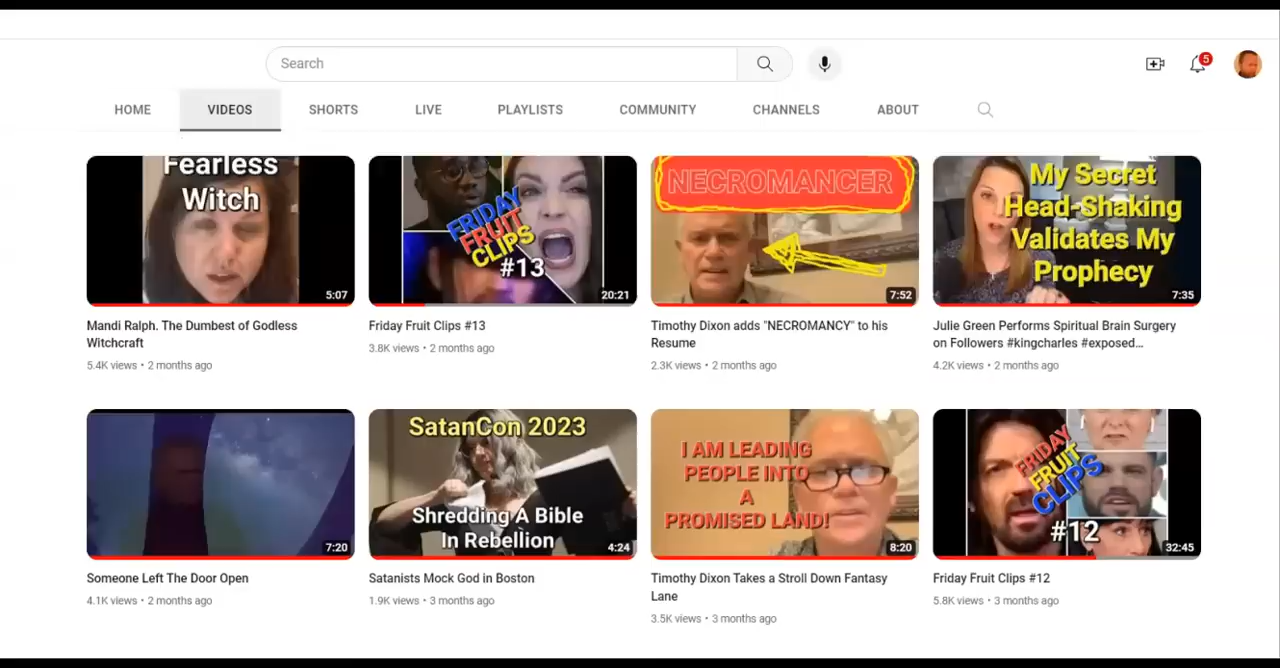 Search
5
HOME
VIDEOS
SHORTS
LIVE
PLAYLISTS
COMMUNITY
CHANNELS
ABOUT
Fearless
Witch
5:07
Mandi Ralph. The Dumbest of Godless
Witchcraft
5.4K views • 2 months ago
FRIDAY
FRUIT
CLIPS
#13
20:21
Friday Fruit Clips #13
3.8K views • 2 months ago
NECROMANCER
7:52
Timothy Dixon adds "NECROMANCY" to his
Resume
2.3K views • 2 months ago
My Secret
Head-Shaking
Validates My
Prophecy
7:35
Julie Green Performs Spiritual Brain Surgery
on Followers #kingcharles #exposed...
4.2K views • 2 months ago
7:20
Someone Left The Door Open
4.1K views • 2 months ago
SatanCon 2023
Shredding A Bible
In Rebellion
4:24
Satanists Mock God in Boston
1.9K views • 3 months ago
I AM LEADING
PEOPLE INTO
A
PROMISED LAND!
8:20
Timothy Dixon Takes a Stroll Down Fantasy
Lane
3.5K views • 3 months ago
FRIDAY
FRUIT
CLIPS
#12
32:45
Friday Fruit Clips #12
5.8K views • 3 months ago